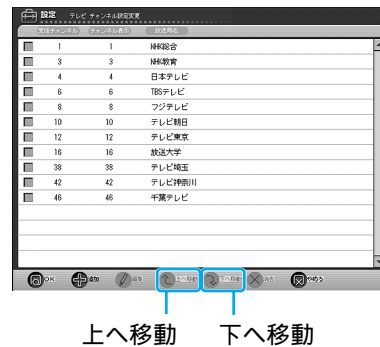 設定 テレビ チャンネル設定変更
受信チャンネル チャンネル表示 放送局名
1 1 NHK総合
3 3 NHK教育
4 4 日本テレビ
6 6 TBSテレビ
8 8 フジテレビ
10 10 テレビ朝日
12 12 テレビ東京
16 16 放送大学
38 38 テレビ埼玉
42 42 テレビ神奈川
46 46 千葉テレビ
OK 追加 編集 上へ移動 下へ移動 消去 やめる
上へ移動 下へ移動